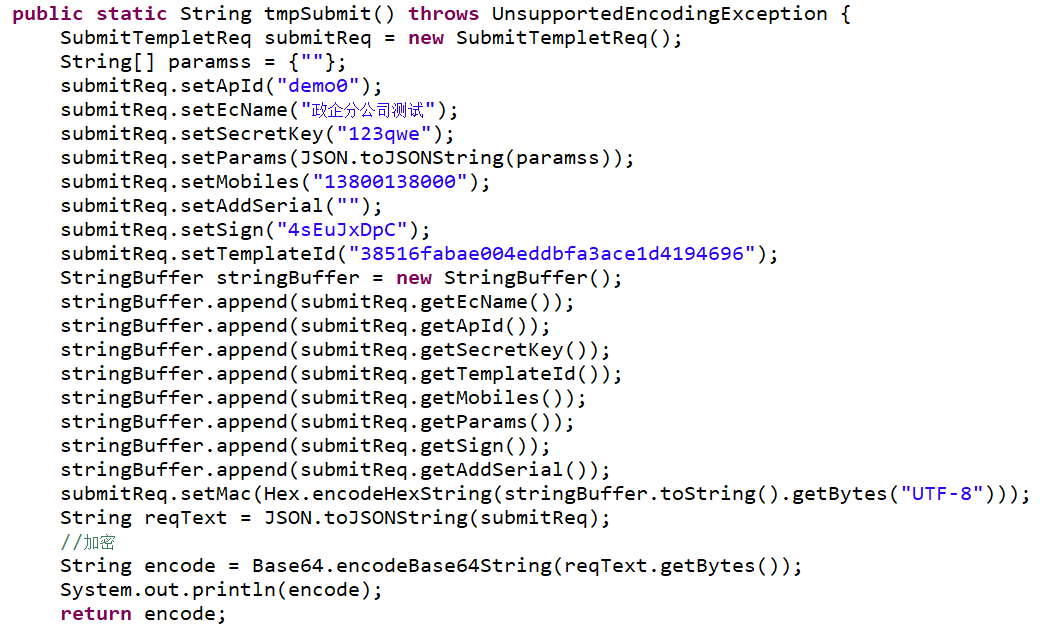 public static String tmpSubmit() throws UnsupportedEncodingException {
SubmitTempletReq submitReq = new SubmitTempletReq();
String[] paramss = {""};
submitReq.setApId("demo0");
submitReq.setEcName("政企分公司测试");
submitReq.setSecretKey("123qwe");
submitReq.setParams(JSON.toJSONString(paramss));
submitReq.setMobiles("13800138000");
submitReq.setAddSerial("");
submitReq.setSign("4sEuJxDpC");
submitReq.setTemplateId("38516fabae004eddbfa3ace1d4194696");
StringBuffer stringBuffer = new StringBuffer();
stringBuffer.append(submitReq.getEcName());
stringBuffer.append(submitReq.getApId());
stringBuffer.append(submitReq.getSecretKey());
stringBuffer.append(submitReq.getTemplateId());
stringBuffer.append(submitReq.getMobiles());
stringBuffer.append(submitReq.getParams());
stringBuffer.append(submitReq.getSign());
stringBuffer.append(submitReq.getAddSerial());
submitReq.setMac(Hex.encodeHexString(stringBuffer.toString().getBytes("UTF-8")));
String reqText = JSON.toJSONString(submitReq);
//加密
String encode = Base64.encodeBase64String(reqText.getBytes());
System.out.println(encode);
return encode;